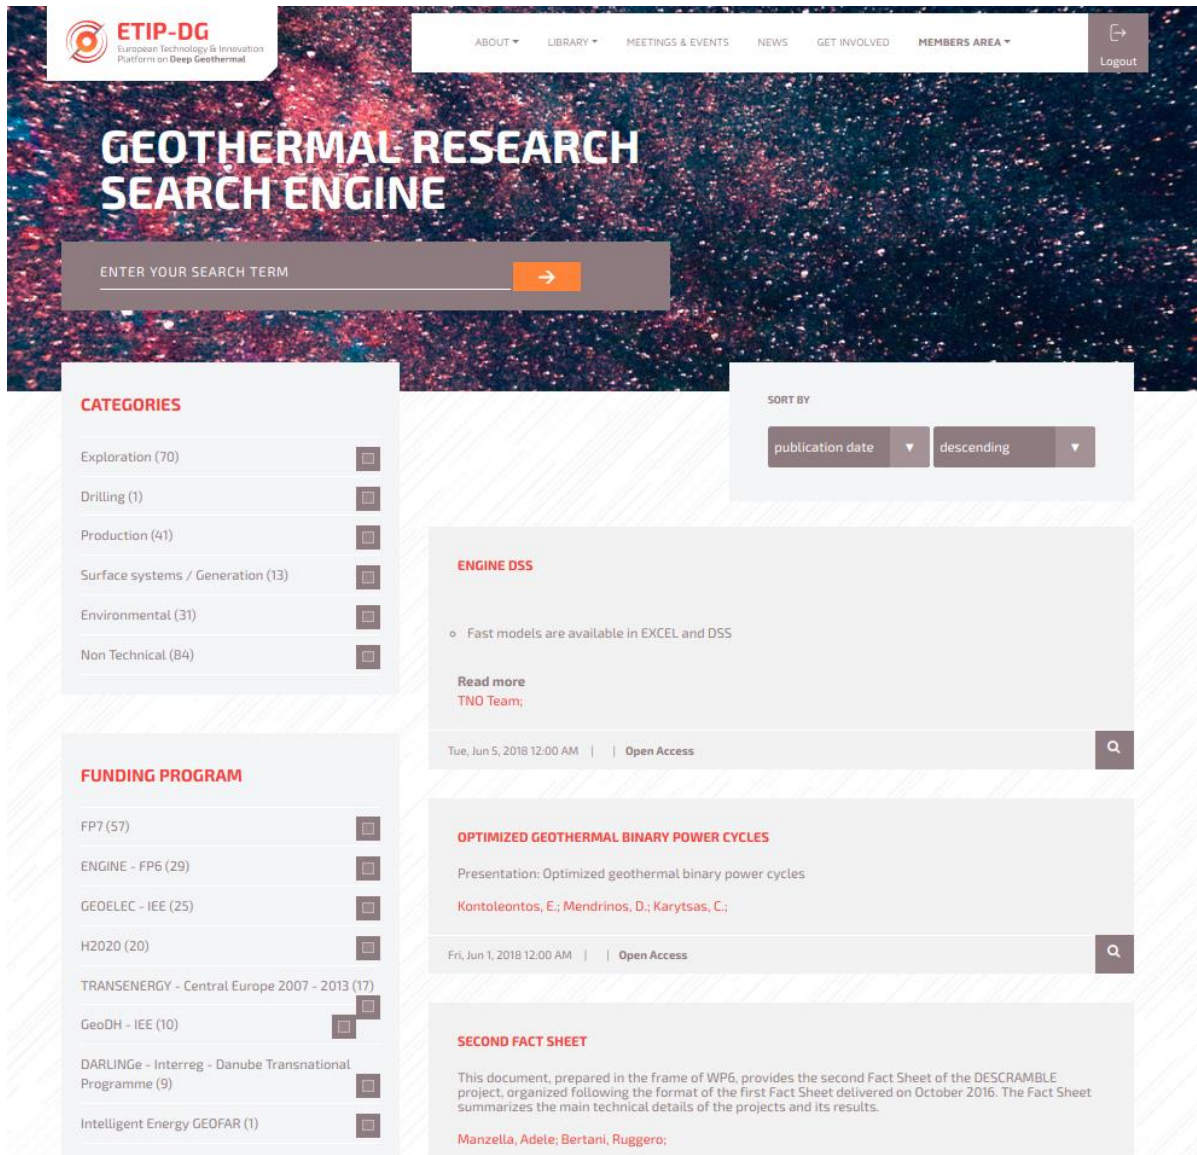 ETIP-DG
European Technology & Innovation
Platform on Deep Geothermal
ABOUT LIBRARY MEETINGS & EVENTS NEWS GET INVOLVED MEMBERS AREA
Logout
GEOTHERMAL RESEARCH
SEARCH ENGINE
ENTER YOUR SEARCH TERM
CATEGORIES
Exploration (70)
Drilling (1)
Production (41)
Surface systems / Generation (13)
Environmental (31)
Non Technical (84)
FUNDING PROGRAM
FP7 (57)
ENGINE - FP6 (29)
GEOELEC - IEE (25)
H2020 (20)
TRANSENERGY - Central Europe 2007 - 2013 (17)
GeoDH - IEE (10)
DARLINGe - Interreg - Danube Transnational
Programme (9)
Intelligent Energy GEOFAR (1)
SORT BY
publication date descending
ENGINE DSS
Fast models are available in EXCEL and DSS
Read more
TNO Team;
Tue, Jun 5, 2018 12:00 AM | | Open Access
OPTIMIZED GEOTHERMAL BINARY POWER CYCLES
Presentation: Optimized geothermal binary power cycles
Kontoleontos, E.; Mendrinos, D.; Karytsas, C.;
Fri, Jun 1, 2018 12:00 AM | | Open Access
SECOND FACT SHEET
This document, prepared in the frame of WP6, provides the second Fact Sheet of the DESCRAMBLE
project, organized following the format of the first Fact Sheet delivered on October 2016. The Fact Sheet
summarizes the main technical details of the projects and its results.
Manzella, Adele; Bertani, Ruggero;